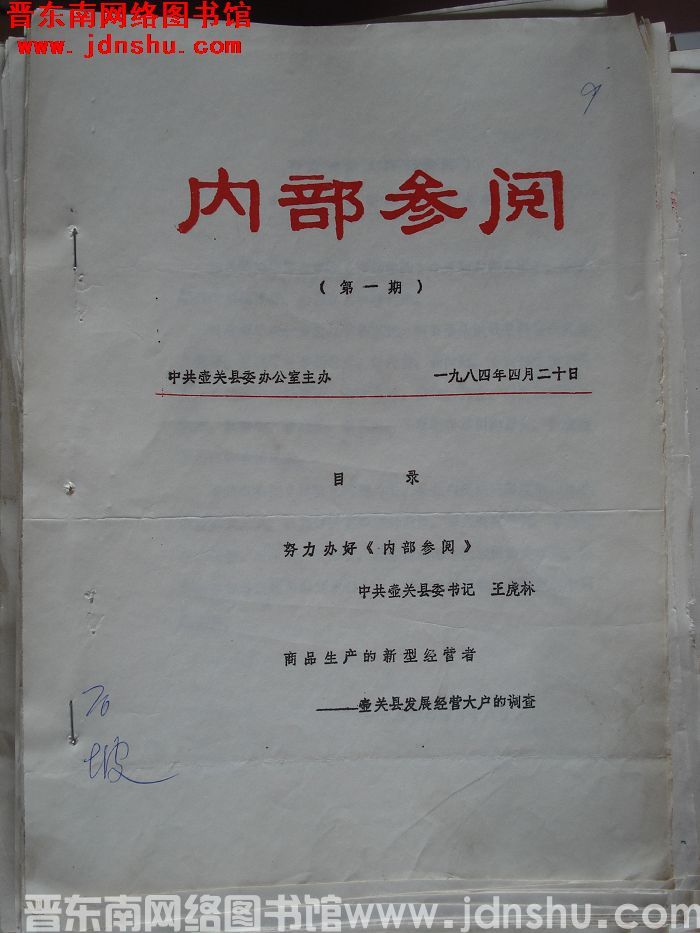 晋东南网络图书馆
www.jdnshu.com
内部参阅
（第一期）
中共壶关县委办公室主办 一九八四年四月二十日
目录
努力办好《内部参阅》
中共壶关县委书记 王虎林
商品生产的新型经营者
——壶关县发展经营大户的调查
石
坡
晋东南网络图书馆 www.jdnshu.com